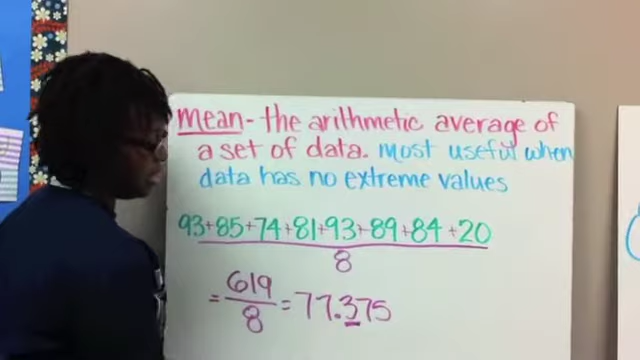 mean - the arithmetic average of
a set of data. most useful when
data has no extreme values
93+85+74+81+93+89+84+20
8
= 619/8 = 77.375